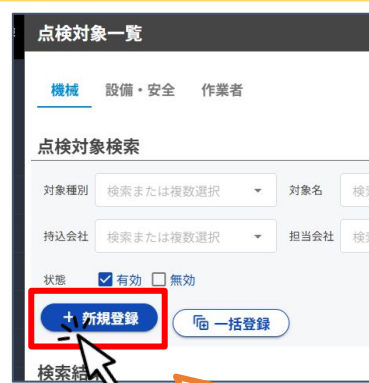 点検対象一覧
機械 設備・安全 作業者
点検対象検索
対象種別 検索または複数選択 対象名 検
持込会社 検索または複数選択 担当会社 検
状態 有効 無効
+ 新規登録 一括登録
検索結